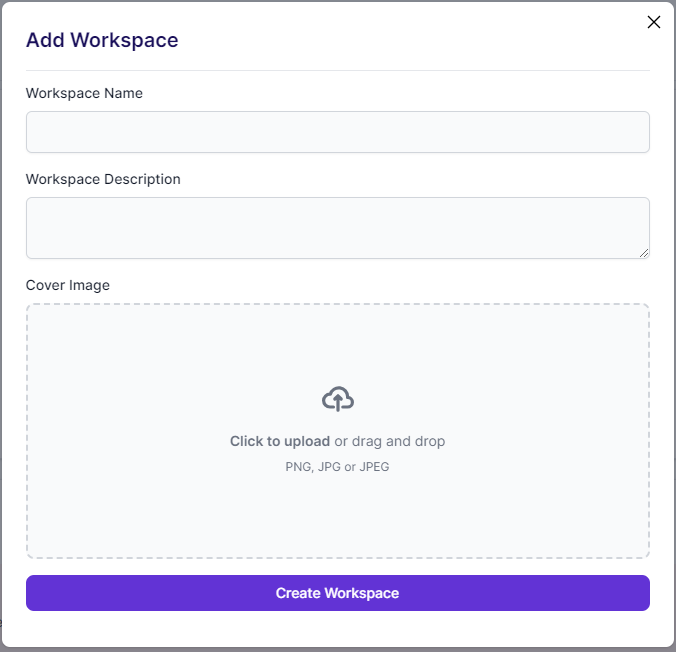 Add Workspace
Workspace Name
Workspace Description
Cover Image
Click to upload or drag and drop
PNG, JPG or JPEG
Create Workspace